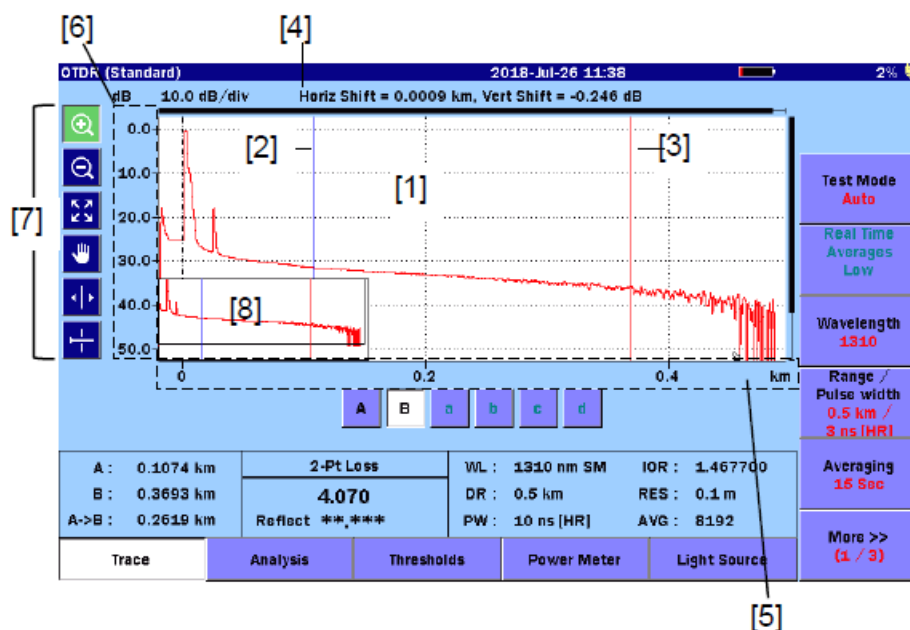 [6] [4]
OTDR (Standard) 2018-Jul-26 11:38 2%
dB 10.0 dB/div Horiz Shift = 0.0009 km, Vert Shift = -0.246 dB
0.0
[2] [3]
10.0
[1]
Test Mode
Auto
[7]
20.0
Real Time
Averages
Low
30.0
[8]
40.0
Wavelength
1310
50.0
0 0.2 0.4 km
Range /
Pulse width
0.5 km /
3 ns [HR]
A B a b c d
A : 0.1074 km
B : 0.3693 km
A->B : 0.2619 km
2-Pt Loss
4.070
Reflect **.***
WL : 1310 nm SM IOR : 1.467700
DR : 0.5 km RES : 0.1 m
PW : 10 ns [HR] AVG : 8192
Averaging
15 Sec
More >>
(1 / 3)
Trace Analysis Thresholds Power Meter Light Source
[5]